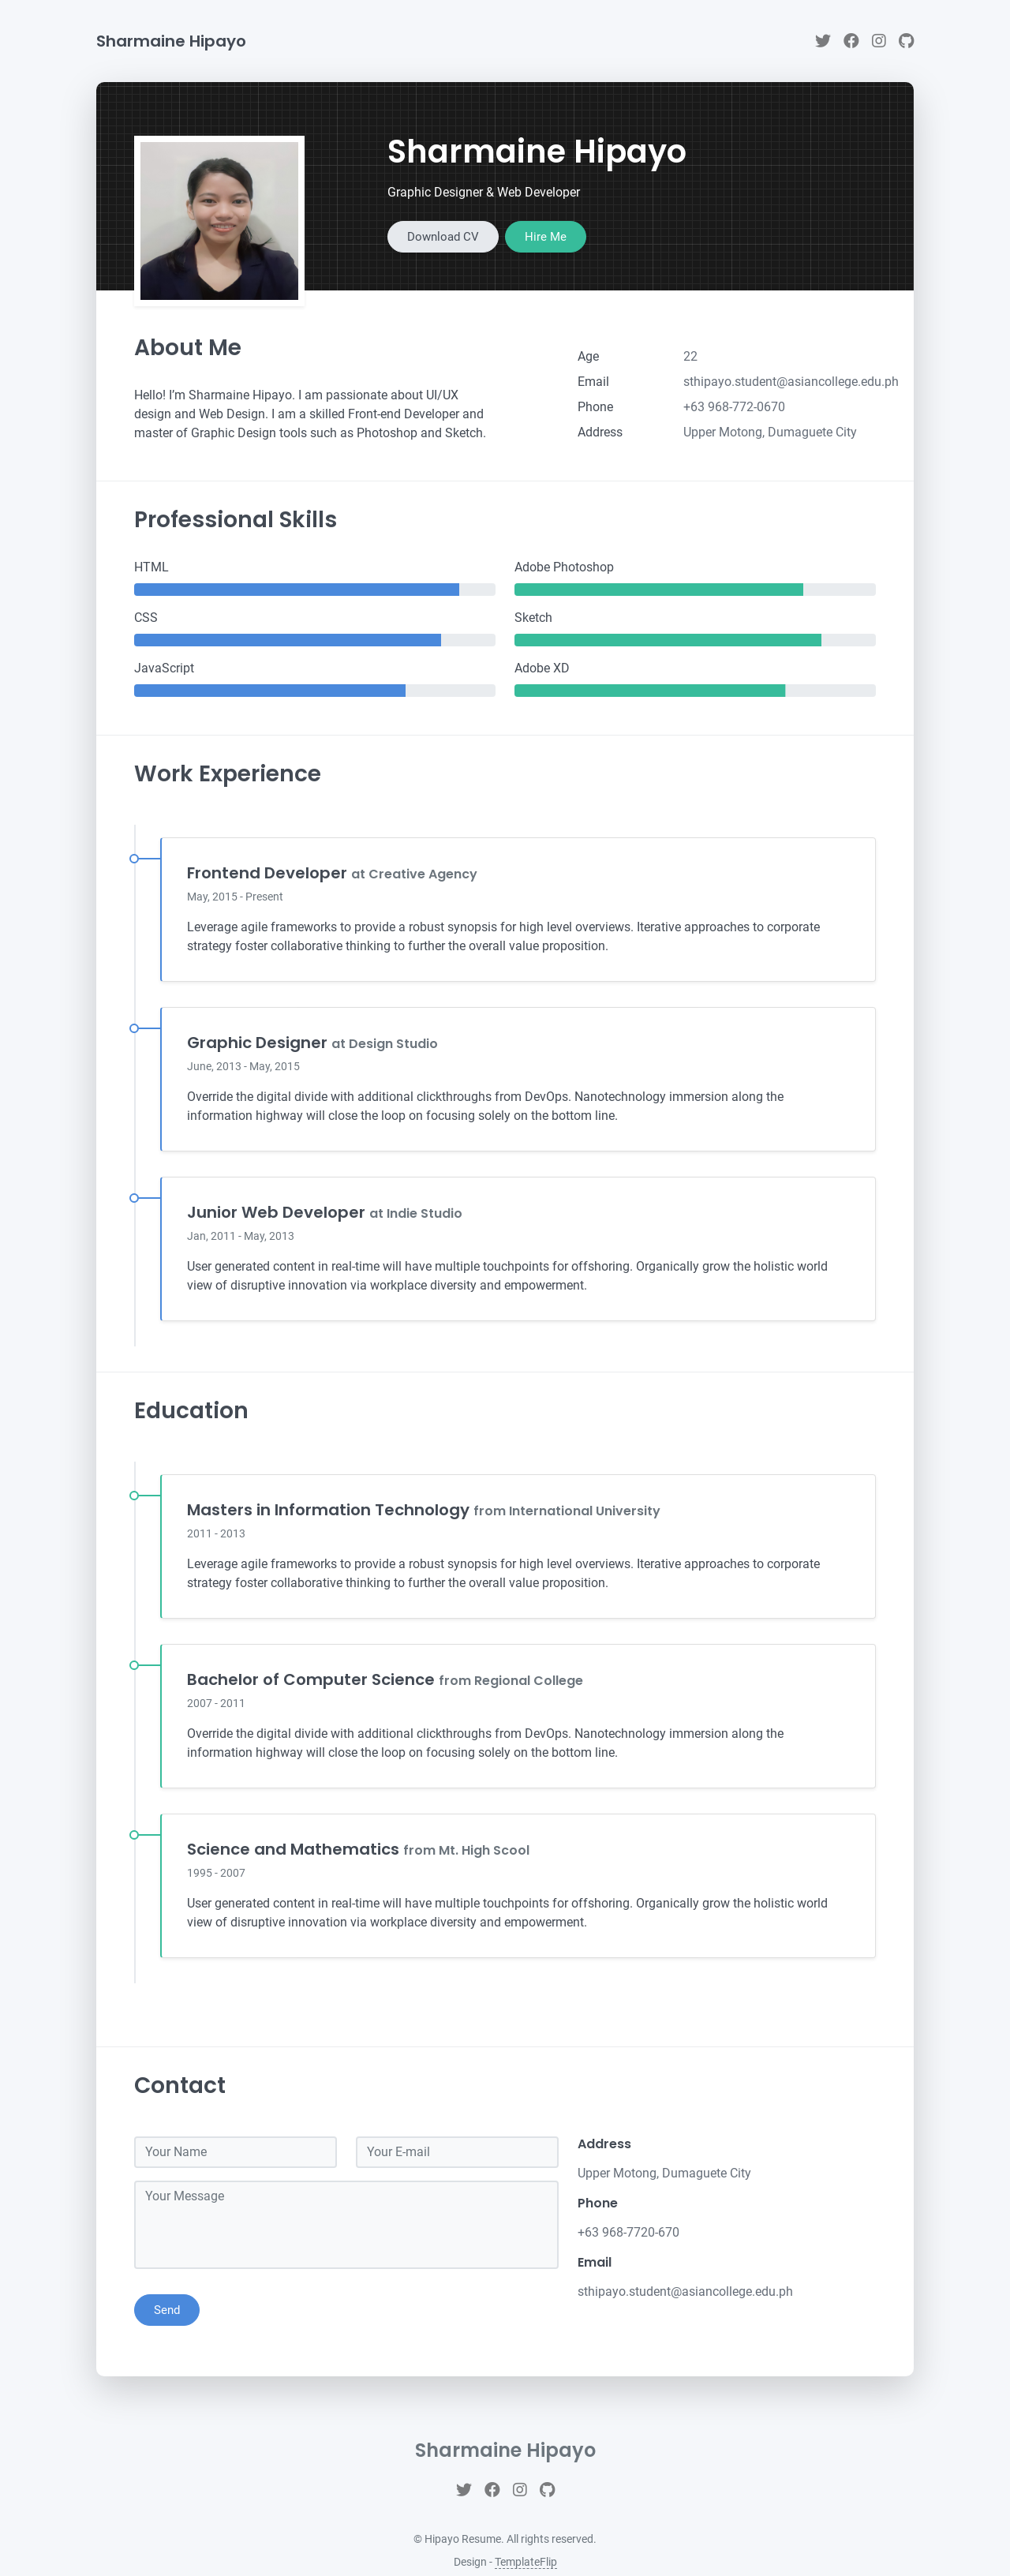 Sharmaine Hipayo
Sharmaine Hipayo
Graphic Designer & Web Developer
Download CV
Hire Me
About Me
Hello! I’m Sharmaine Hipayo. I am passionate about UI/UX
design and Web Design. I am a skilled Front-end Developer and
master of Graphic Design tools such as Photoshop and Sketch.
Age 22
Email sthipayo.student@asiancollege.edu.ph
Phone +63 968-772-0670
Address Upper Motong, Dumaguete City
Professional Skills
HTML
CSS
JavaScript
Adobe Photoshop
Sketch
Adobe XD
Work Experience
Frontend Developer at Creative Agency
May, 2015 - Present
Leverage agile frameworks to provide a robust synopsis for high level overviews. Iterative approaches to corporate
strategy foster collaborative thinking to further the overall value proposition.
Graphic Designer at Design Studio
June, 2013 - May, 2015
Override the digital divide with additional clickthroughs from DevOps. Nanotechnology immersion along the
information highway will close the loop on focusing solely on the bottom line.
Junior Web Developer at Indie Studio
Jan, 2011 - May, 2013
User generated content in real-time will have multiple touchpoints for offshoring. Organically grow the holistic world
view of disruptive innovation via workplace diversity and empowerment.
Education
Masters in Information Technology from International University
2011 - 2013
Leverage agile frameworks to provide a robust synopsis for high level overviews. Iterative approaches to corporate
strategy foster collaborative thinking to further the overall value proposition.
Bachelor of Computer Science from Regional College
2007 - 2011
Override the digital divide with additional clickthroughs from DevOps. Nanotechnology immersion along the
information highway will close the loop on focusing solely on the bottom line.
Science and Mathematics from Mt. High Scool
1995 - 2007
User generated content in real-time will have multiple touchpoints for offshoring. Organically grow the holistic world
view of disruptive innovation via workplace diversity and empowerment.
Contact
Your Name
Your E-mail
Your Message
Send
Address
Upper Motong, Dumaguete City
Phone
+63 968-7720-670
Email
sthipayo.student@asiancollege.edu.ph
Sharmaine Hipayo
© Hipayo Resume. All rights reserved.
Design - TemplateFlip